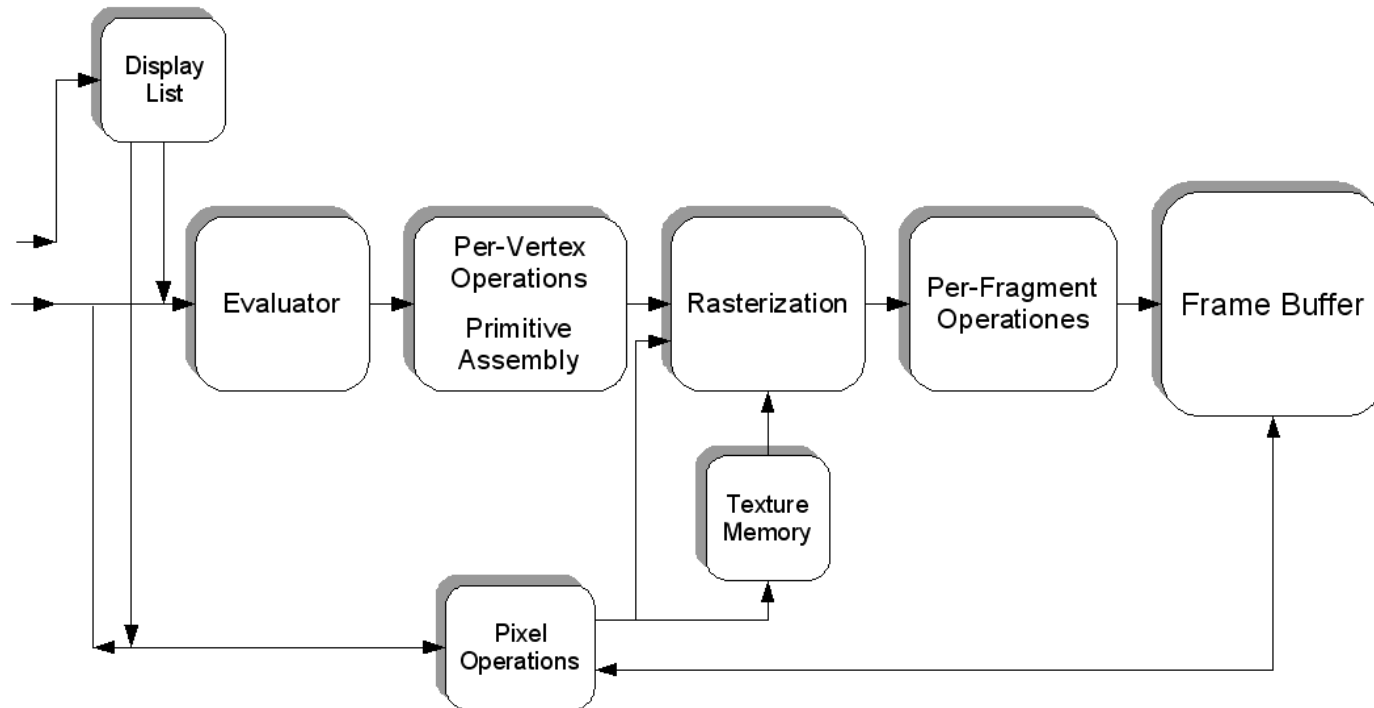 Display
List
Evaluator
Per-Vertex
Operations
Primitive
Assembly
Rasterization
Per-Fragment
Operationes
Frame Buffer
Texture
Memory
Pixel
Operations